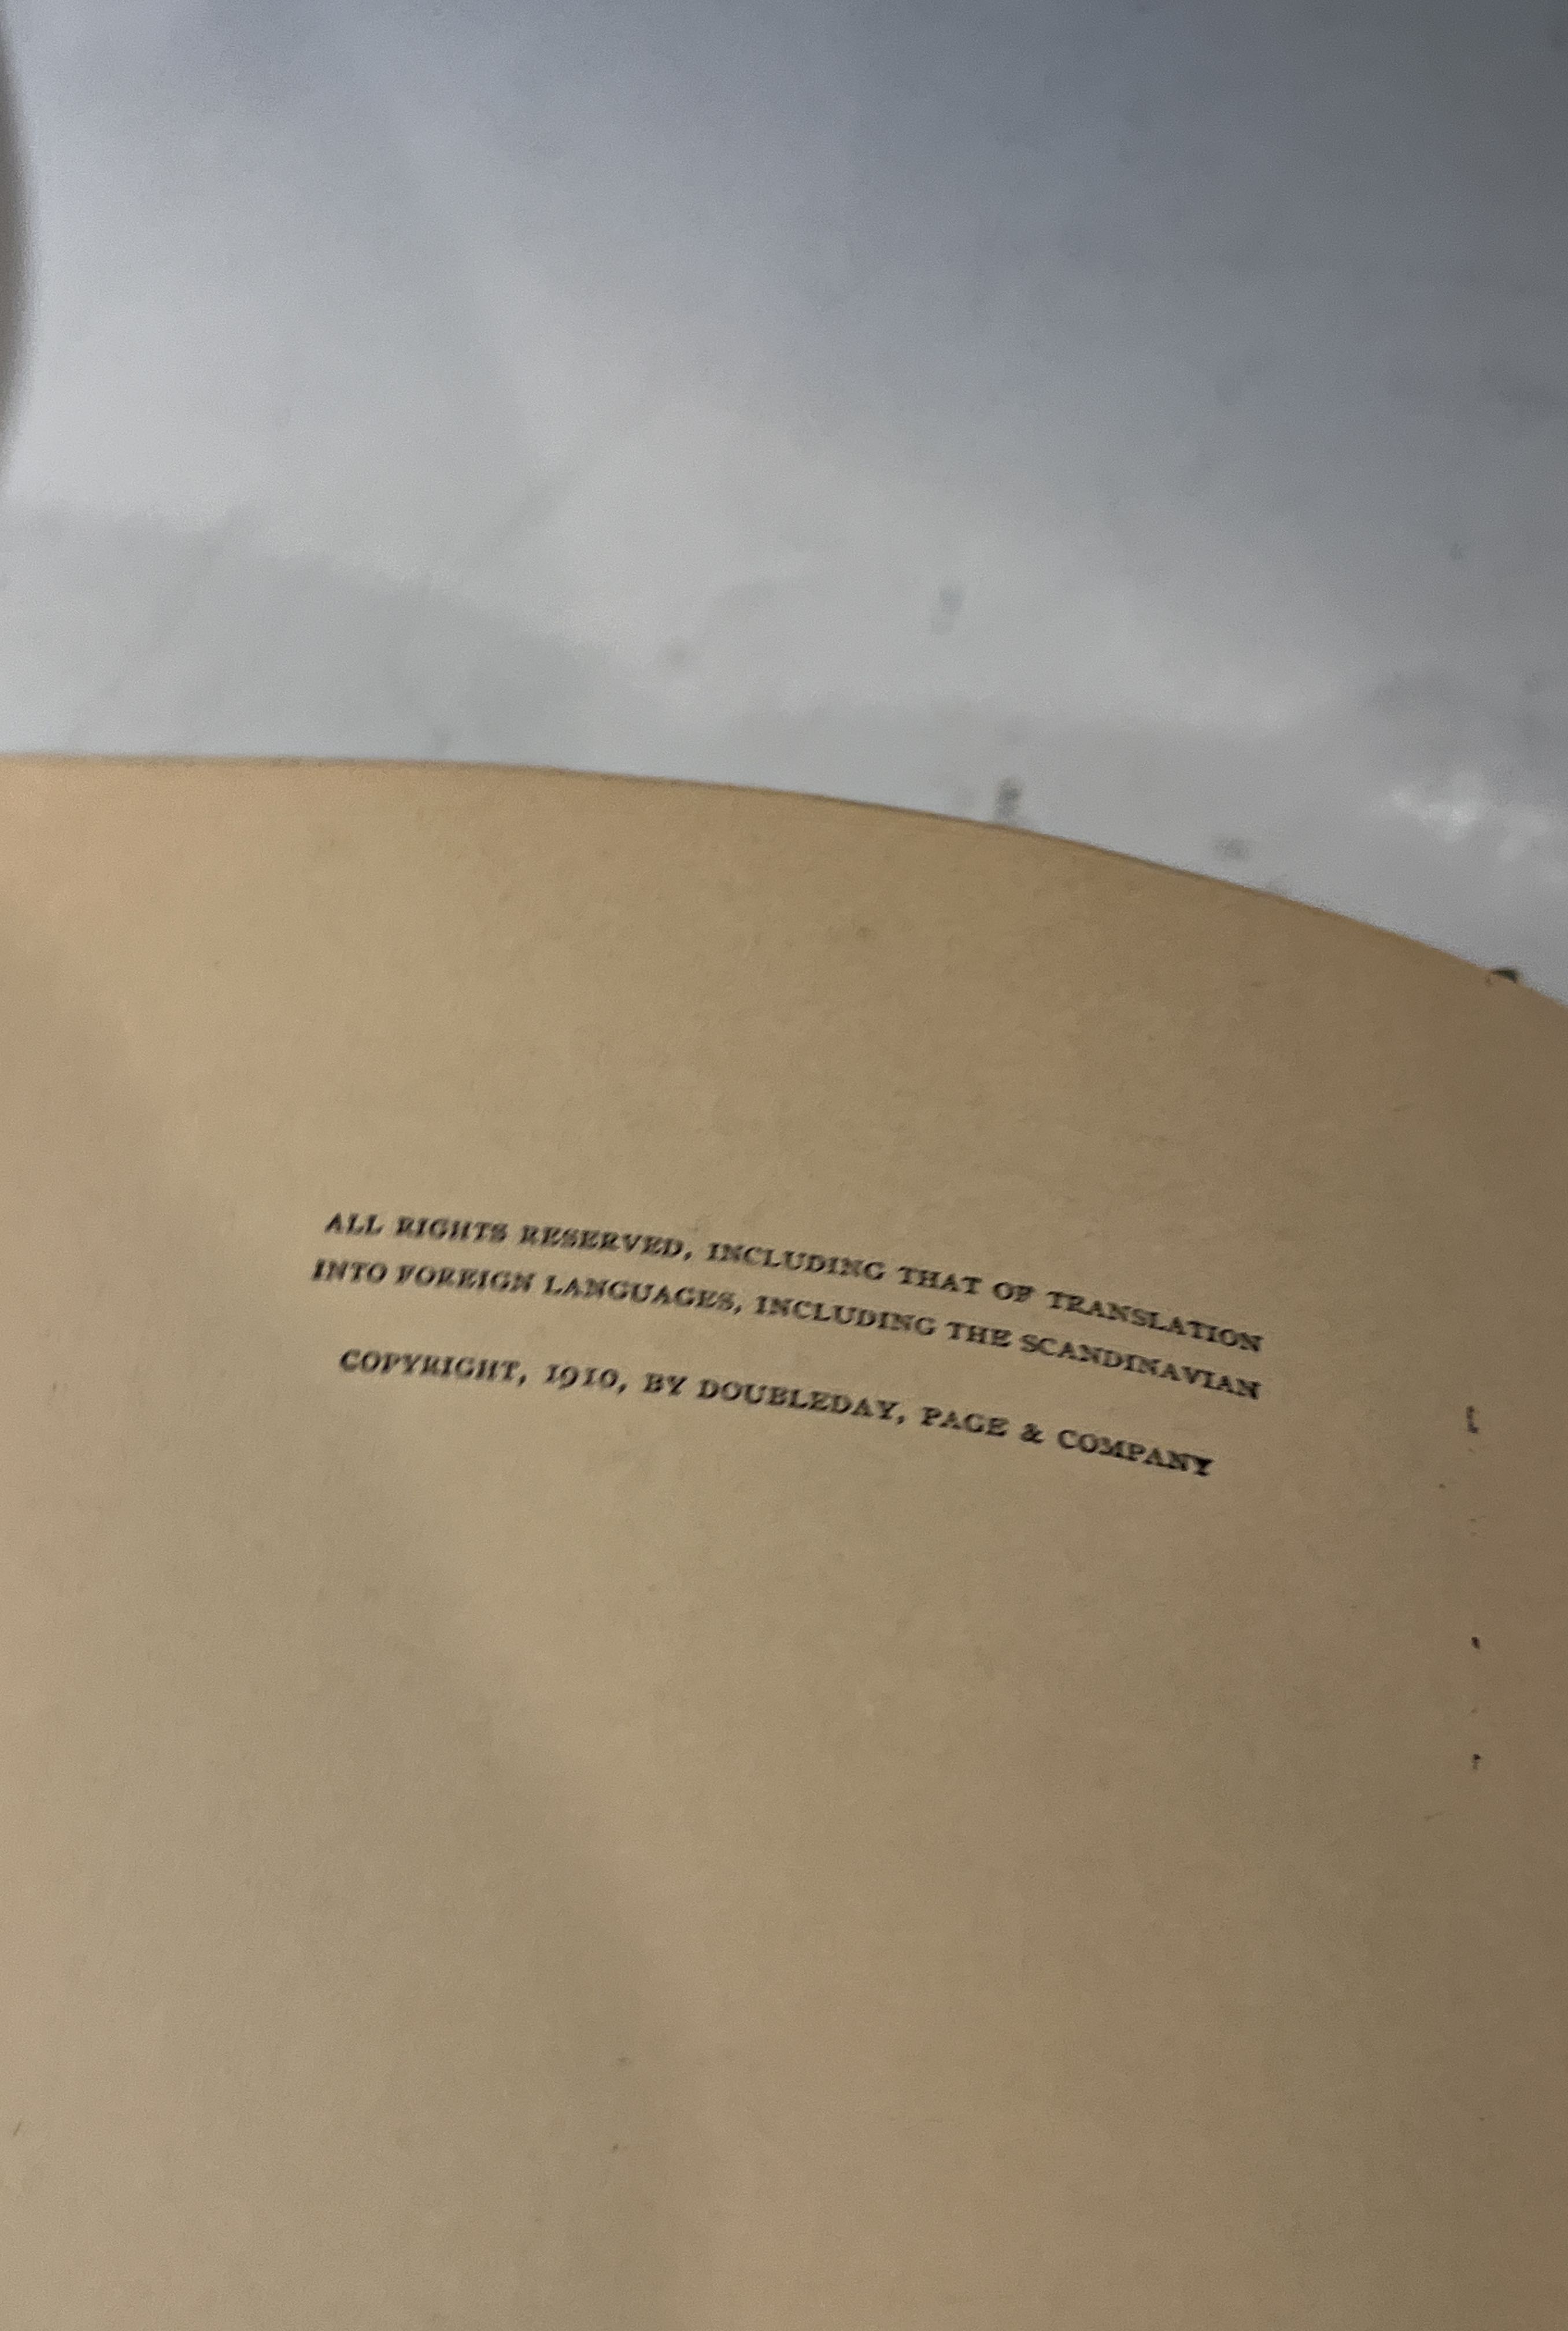 ALL RIGHTS RESERVED, INCLUDING THAT OF TRANSLATION
INTO FOREIGN LANGUAGES, INCLUDING THE SCANDINAVIAN
COPYRIGHT, 1910, BY DOUBLEDAY, PAGE & COMPANY